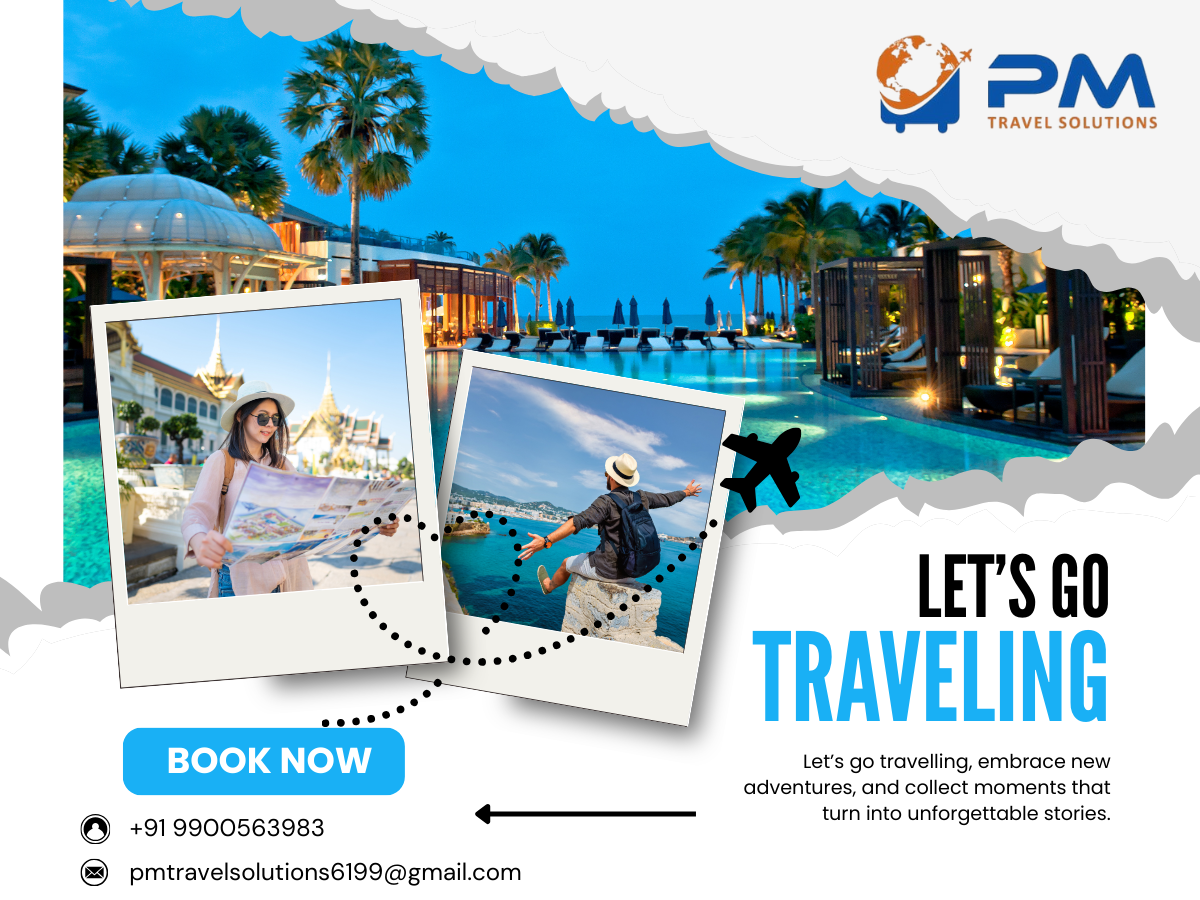 PM
TRAVEL SOLUTIONS
LET’S GO
TRAVELING
Let’s go travelling, embrace new
adventures, and collect moments that
turn into unforgettable stories.
BOOK NOW
+91 9900563983
pmtravelsolutions6199@gmail.com